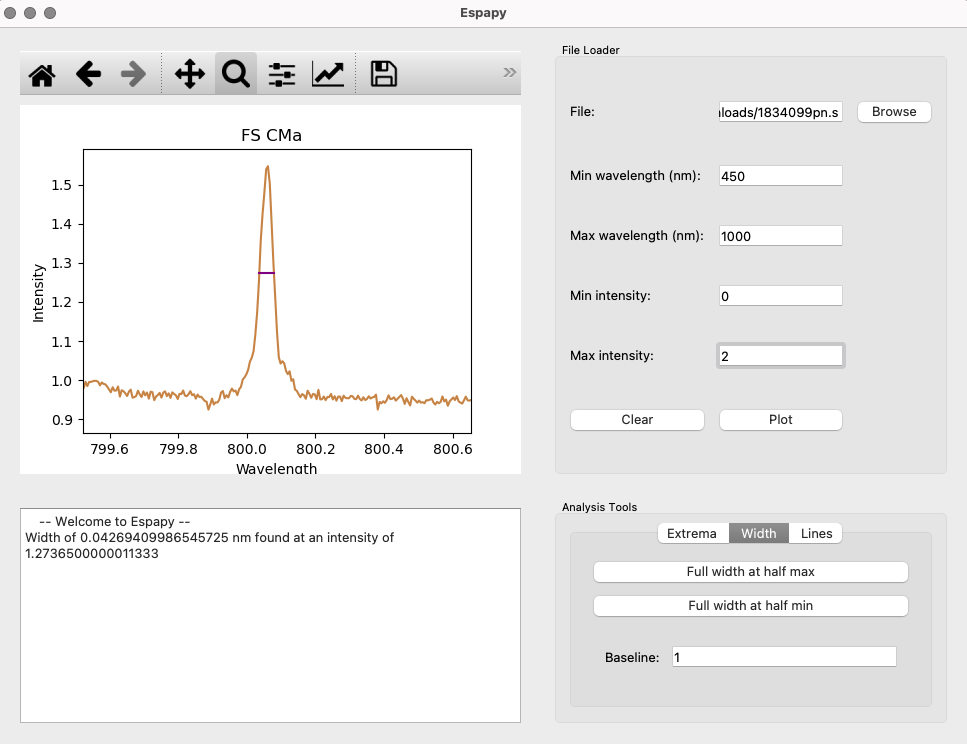 Espapy
File Loader
FS CMa
Intensity
1.5
1.4
1.3
1.2
1.1
1.0
0.9
799.6 799.8 800.0 800.2 800.4 800.6
Wavelength
File: loads/1834099pn.s Browse
Min wavelength (nm): 450
Max wavelength (nm): 1000
Min intensity: 0
Max intensity: 2
Clear Plot
-- Welcome to Espapy --
Width of 0.04269409986545725 nm found at an intensity of
1.2736500000011333
Analysis Tools
Extrema Width Lines
Full width at half max
Full width at half min
Baseline: 1